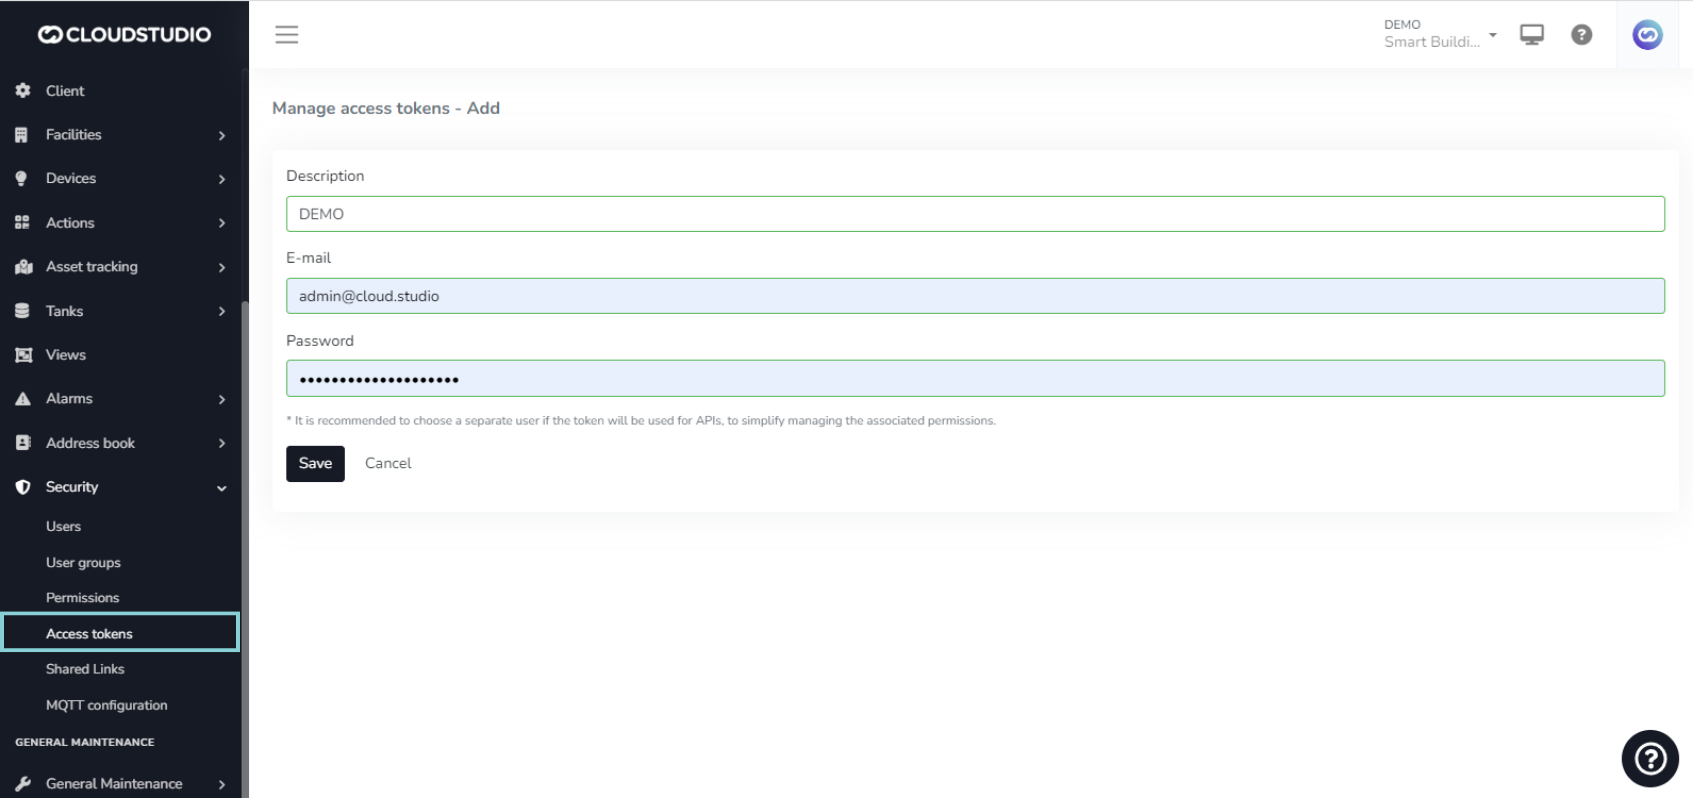 CLOUDSTUDIO
Client
Facilities
Devices
Actions
Asset tracking
Tanks
Views
Alarms
Address book
Security
Users
User groups
Permissions
Access tokens
Shared Links
MQTT configuration
GENERAL MAINTENANCE
General Maintenance
DEMO
Smart Buildi...
Manage access tokens - Add
Description
DEMO
E-mail
admin@cloud.studio
Password
••••••••••••••••••••
* It is recommended to choose a separate user if the token will be used for APIs, to simplify managing the associated permissions.
Save Cancel